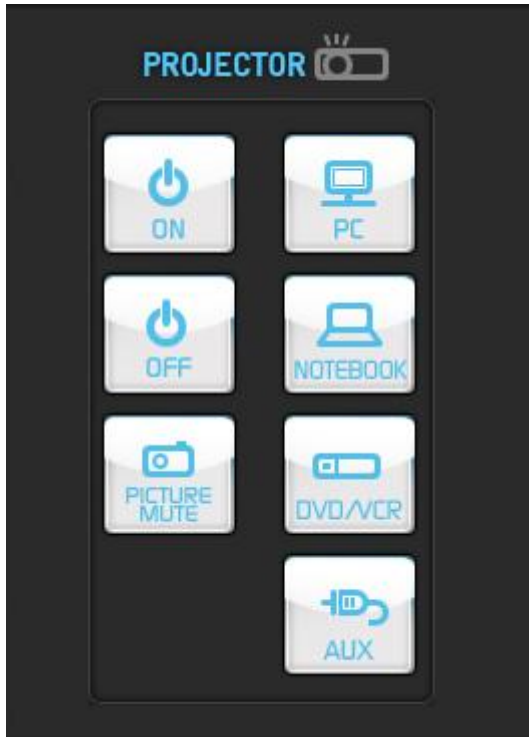 PROJECTOR
ON
PC
OFF
NOTEBOOK
PICTURE
MUTE
DVD/VCR
AUX